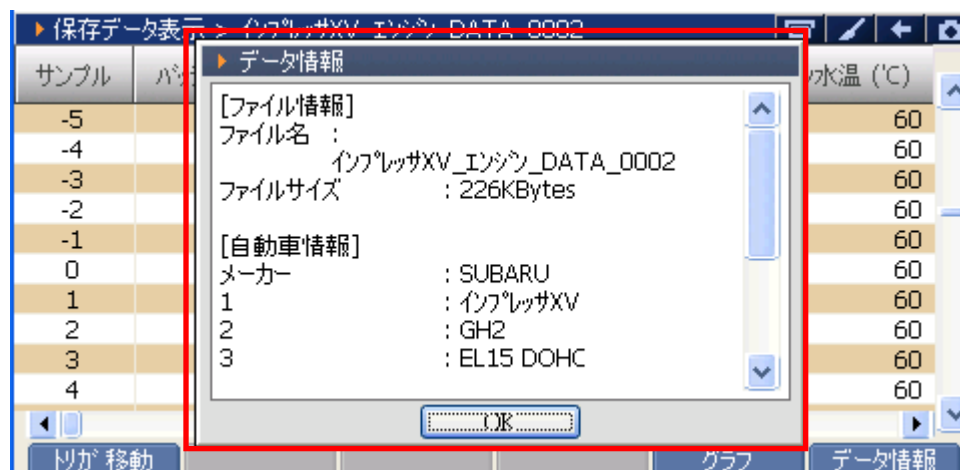 保存データ表示 > インプレッサXV_エンジン_DATA_0002
サンプル
水温 (℃)
データ情報
[ファイル情報]
ファイル名 :
インプレッサXV_エンジン_DATA_0002
ファイルサイズ : 226KBytes
[自動車情報]
メーカー : SUBARU
1 : インプレッサXV
2 : GH2
3 : EL15 DOHC
OK
-5 60
-4 60
-3 60
-2 60
-1 60
0 60
1 60
2 60
3 60
4 60
トリガ移動
グラフ
データ情報